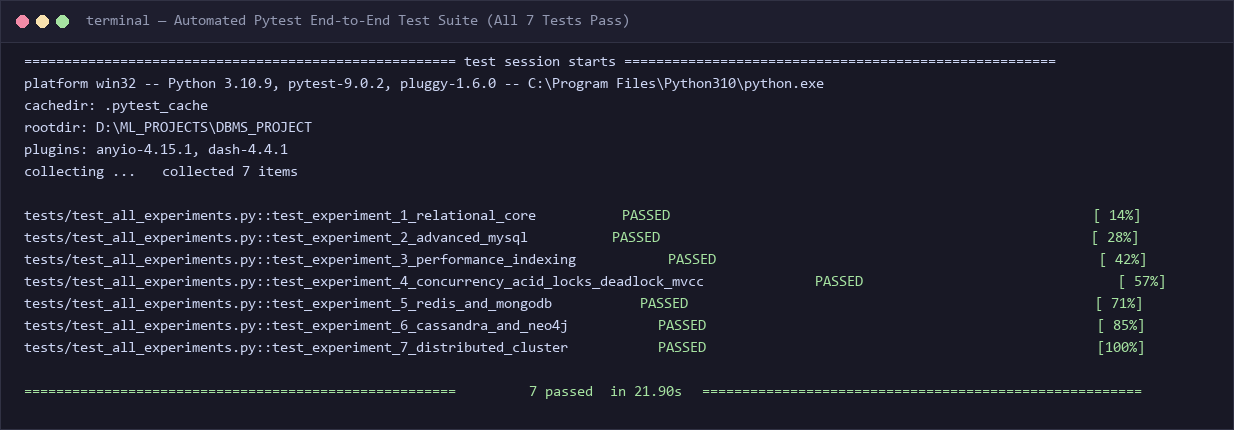 terminal — Automated Pytest End-to-End Test Suite (All 7 Tests Pass)
====================================================== test session starts ======================================================
platform win32 -- Python 3.10.9, pytest-9.0.2, pluggy-1.6.0 -- C:\Program Files\Python310\python.exe
cachedir: .pytest_cache
rootdir: D:\ML_PROJECTS\DBMS_PROJECT
plugins: anyio-4.15.1, dash-4.4.1
collecting ... collected 7 items
tests/test_all_experiments.py::test_experiment_1_relational_core PASSED [ 14%]
tests/test_all_experiments.py::test_experiment_2_advanced_mysql PASSED [ 28%]
tests/test_all_experiments.py::test_experiment_3_performance_indexing PASSED [ 42%]
tests/test_all_experiments.py::test_experiment_4_concurrency_acid_locks_deadlock_mvcc PASSED [ 57%]
tests/test_all_experiments.py::test_experiment_5_redis_and_mongodb PASSED [ 71%]
tests/test_all_experiments.py::test_experiment_6_cassandra_and_neo4j PASSED [ 85%]
tests/test_all_experiments.py::test_experiment_7_distributed_cluster PASSED [100%]
====================================================== 7 passed in 21.90s =======================================================